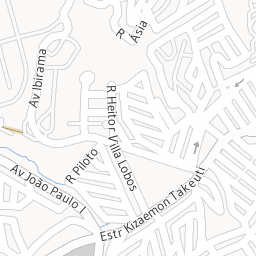 R Ásia
Av Ibirama
R Heitor Villa Lobos
R Piloto
Av João Paulo I
Estr Kizaemon Takeuti